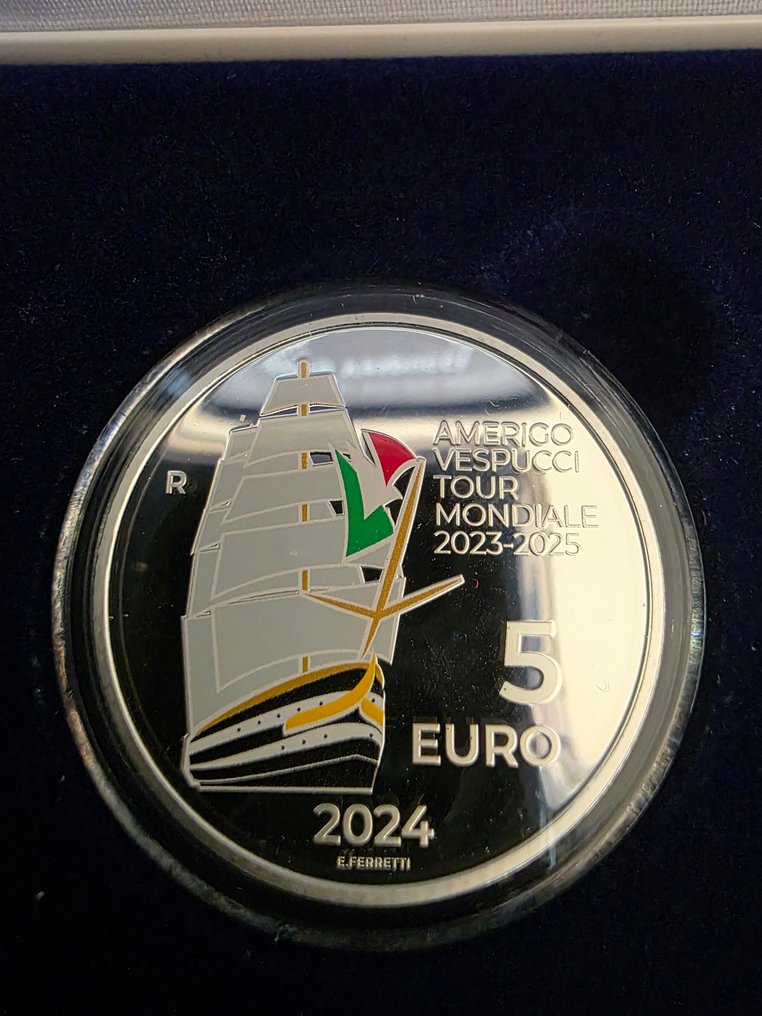 R
AMERIGO
VESPUCCI
TOUR
MONDIALE
2023-2025
5
EURO
2024
E.FERRETTI